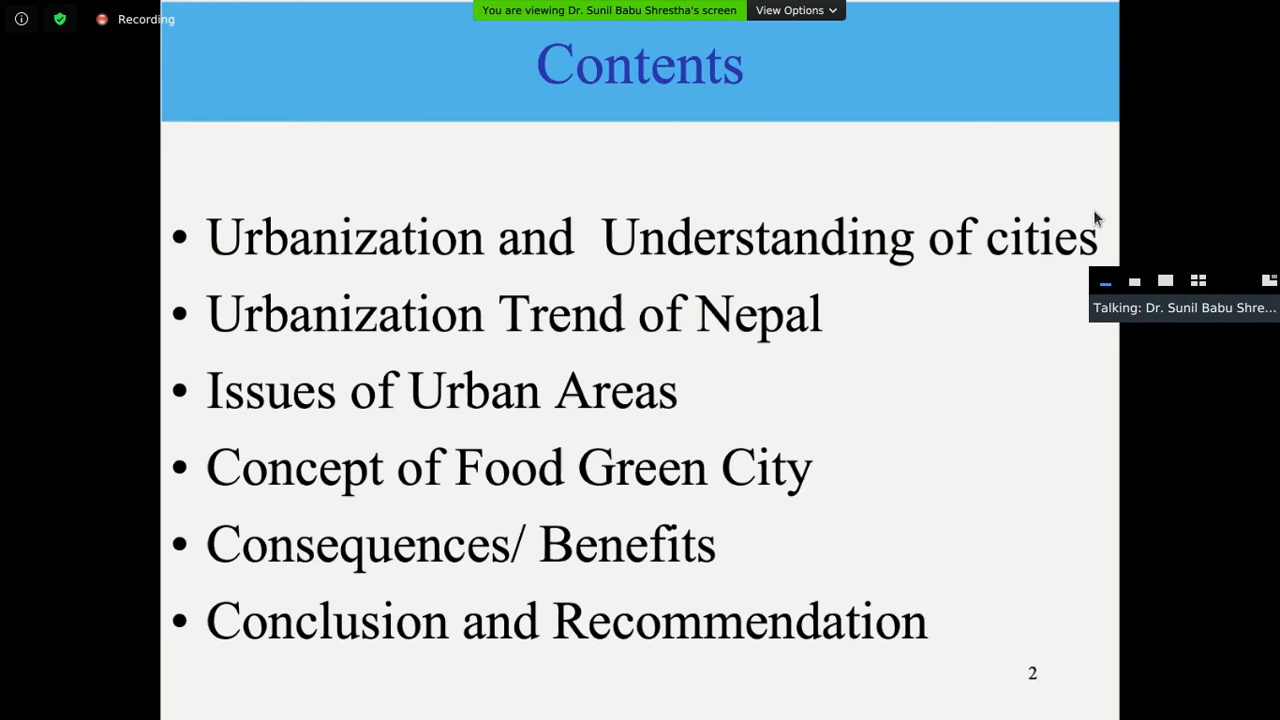 Recording
You are viewing Dr. Sunil Babu Shrestha's screen
View Options
Contents
• Urbanization and Understanding of cities
• Urbanization Trend of Nepal
• Issues of Urban Areas
• Concept of Food Green City
• Consequences/ Benefits
• Conclusion and Recommendation
Talking: Dr. Sunil Babu Shre...
2